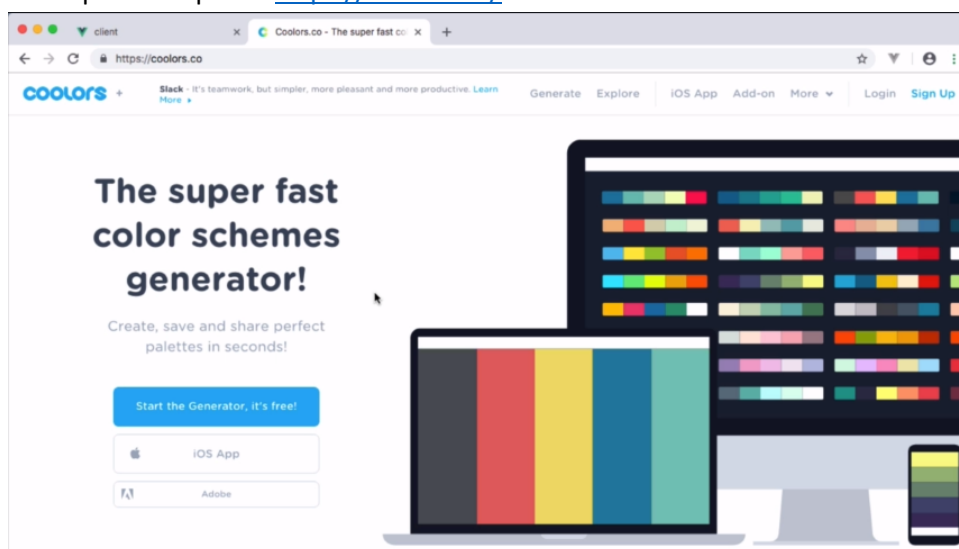 client
Coolors.co - The super fast co
https://coolors.co
COOLORS
Slack - It's teamwork, but simpler, more pleasant and more productive. Learn
More
Generate Explore iOS App Add-on More Login Sign Up
The super fast
color schemes
generator!
Create, save and share perfect
palettes in seconds!
Start the Generator, it's free!
iOS App
Adobe